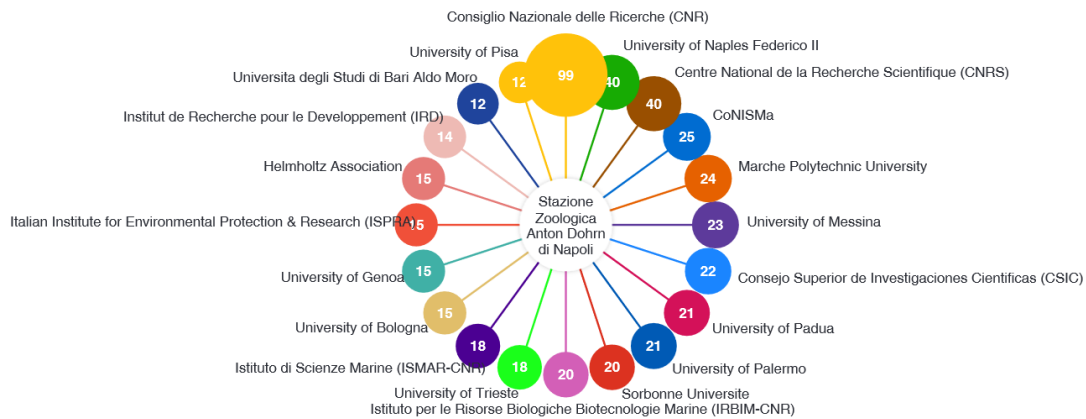 Consiglio Nazionale delle Ricerche (CNR)
99
University of Naples Federico II
40
Centre National de la Recherche Scientifique (CNRS)
40
CoNISMa
25
Marche Polytechnic University
24
University of Messina
23
Consejo Superior de Investigaciones Cientificas (CSIC)
22
University of Padua
21
University of Palermo
21
Sorbonne Universite
20
Istituto per le Risorse Biologiche Biotecnologie Marine (IRBIM-CNR)
20
University of Trieste
18
Istituto di Scienze Marine (ISMAR-CNR)
18
University of Bologna
15
University of Genoa
15
Italian Institute for Environmental Protection & Research (ISPRA)
15
Helmholtz Association
15
Institut de Recherche pour le Developpement (IRD)
14
Universita degli Studi di Bari Aldo Moro
12
University of Pisa
12
Stazione
Zoologica
Anton Dohrn
di Napoli